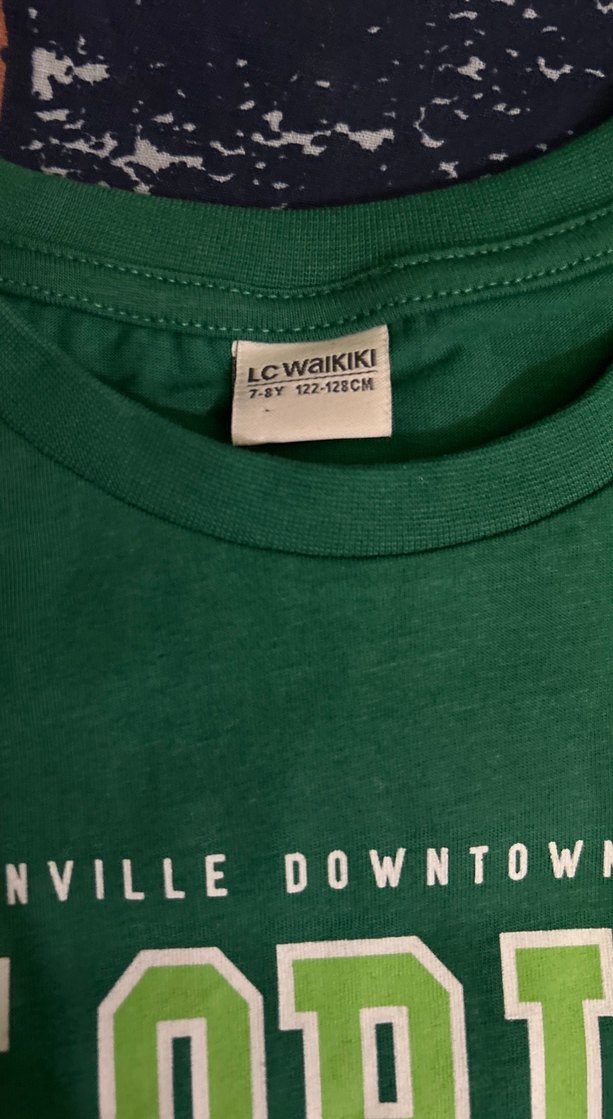 LC WAIKIKI
7-8Y 122-128CM
NVILLE DOWNTOWN